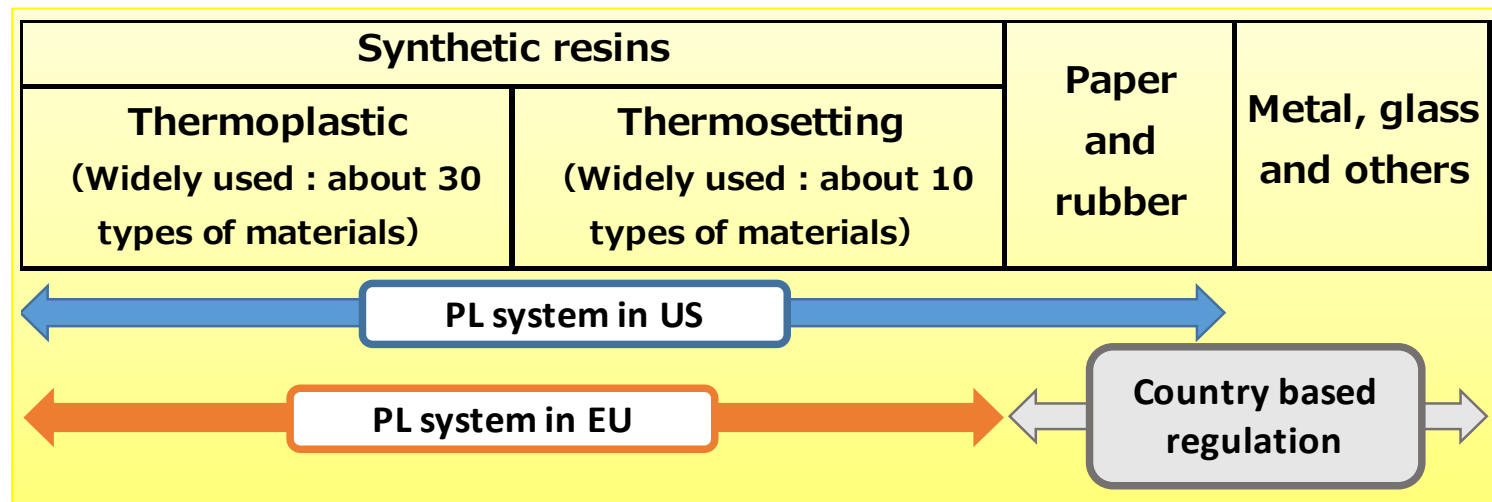 Synthetic resins
Thermoplastic
（Widely used : about 30
types of materials）
Thermosetting
（Widely used : about 10
types of materials）
Paper
and
rubber
Metal, glass
and others
PL system in US
PL system in EU
Country based
regulation